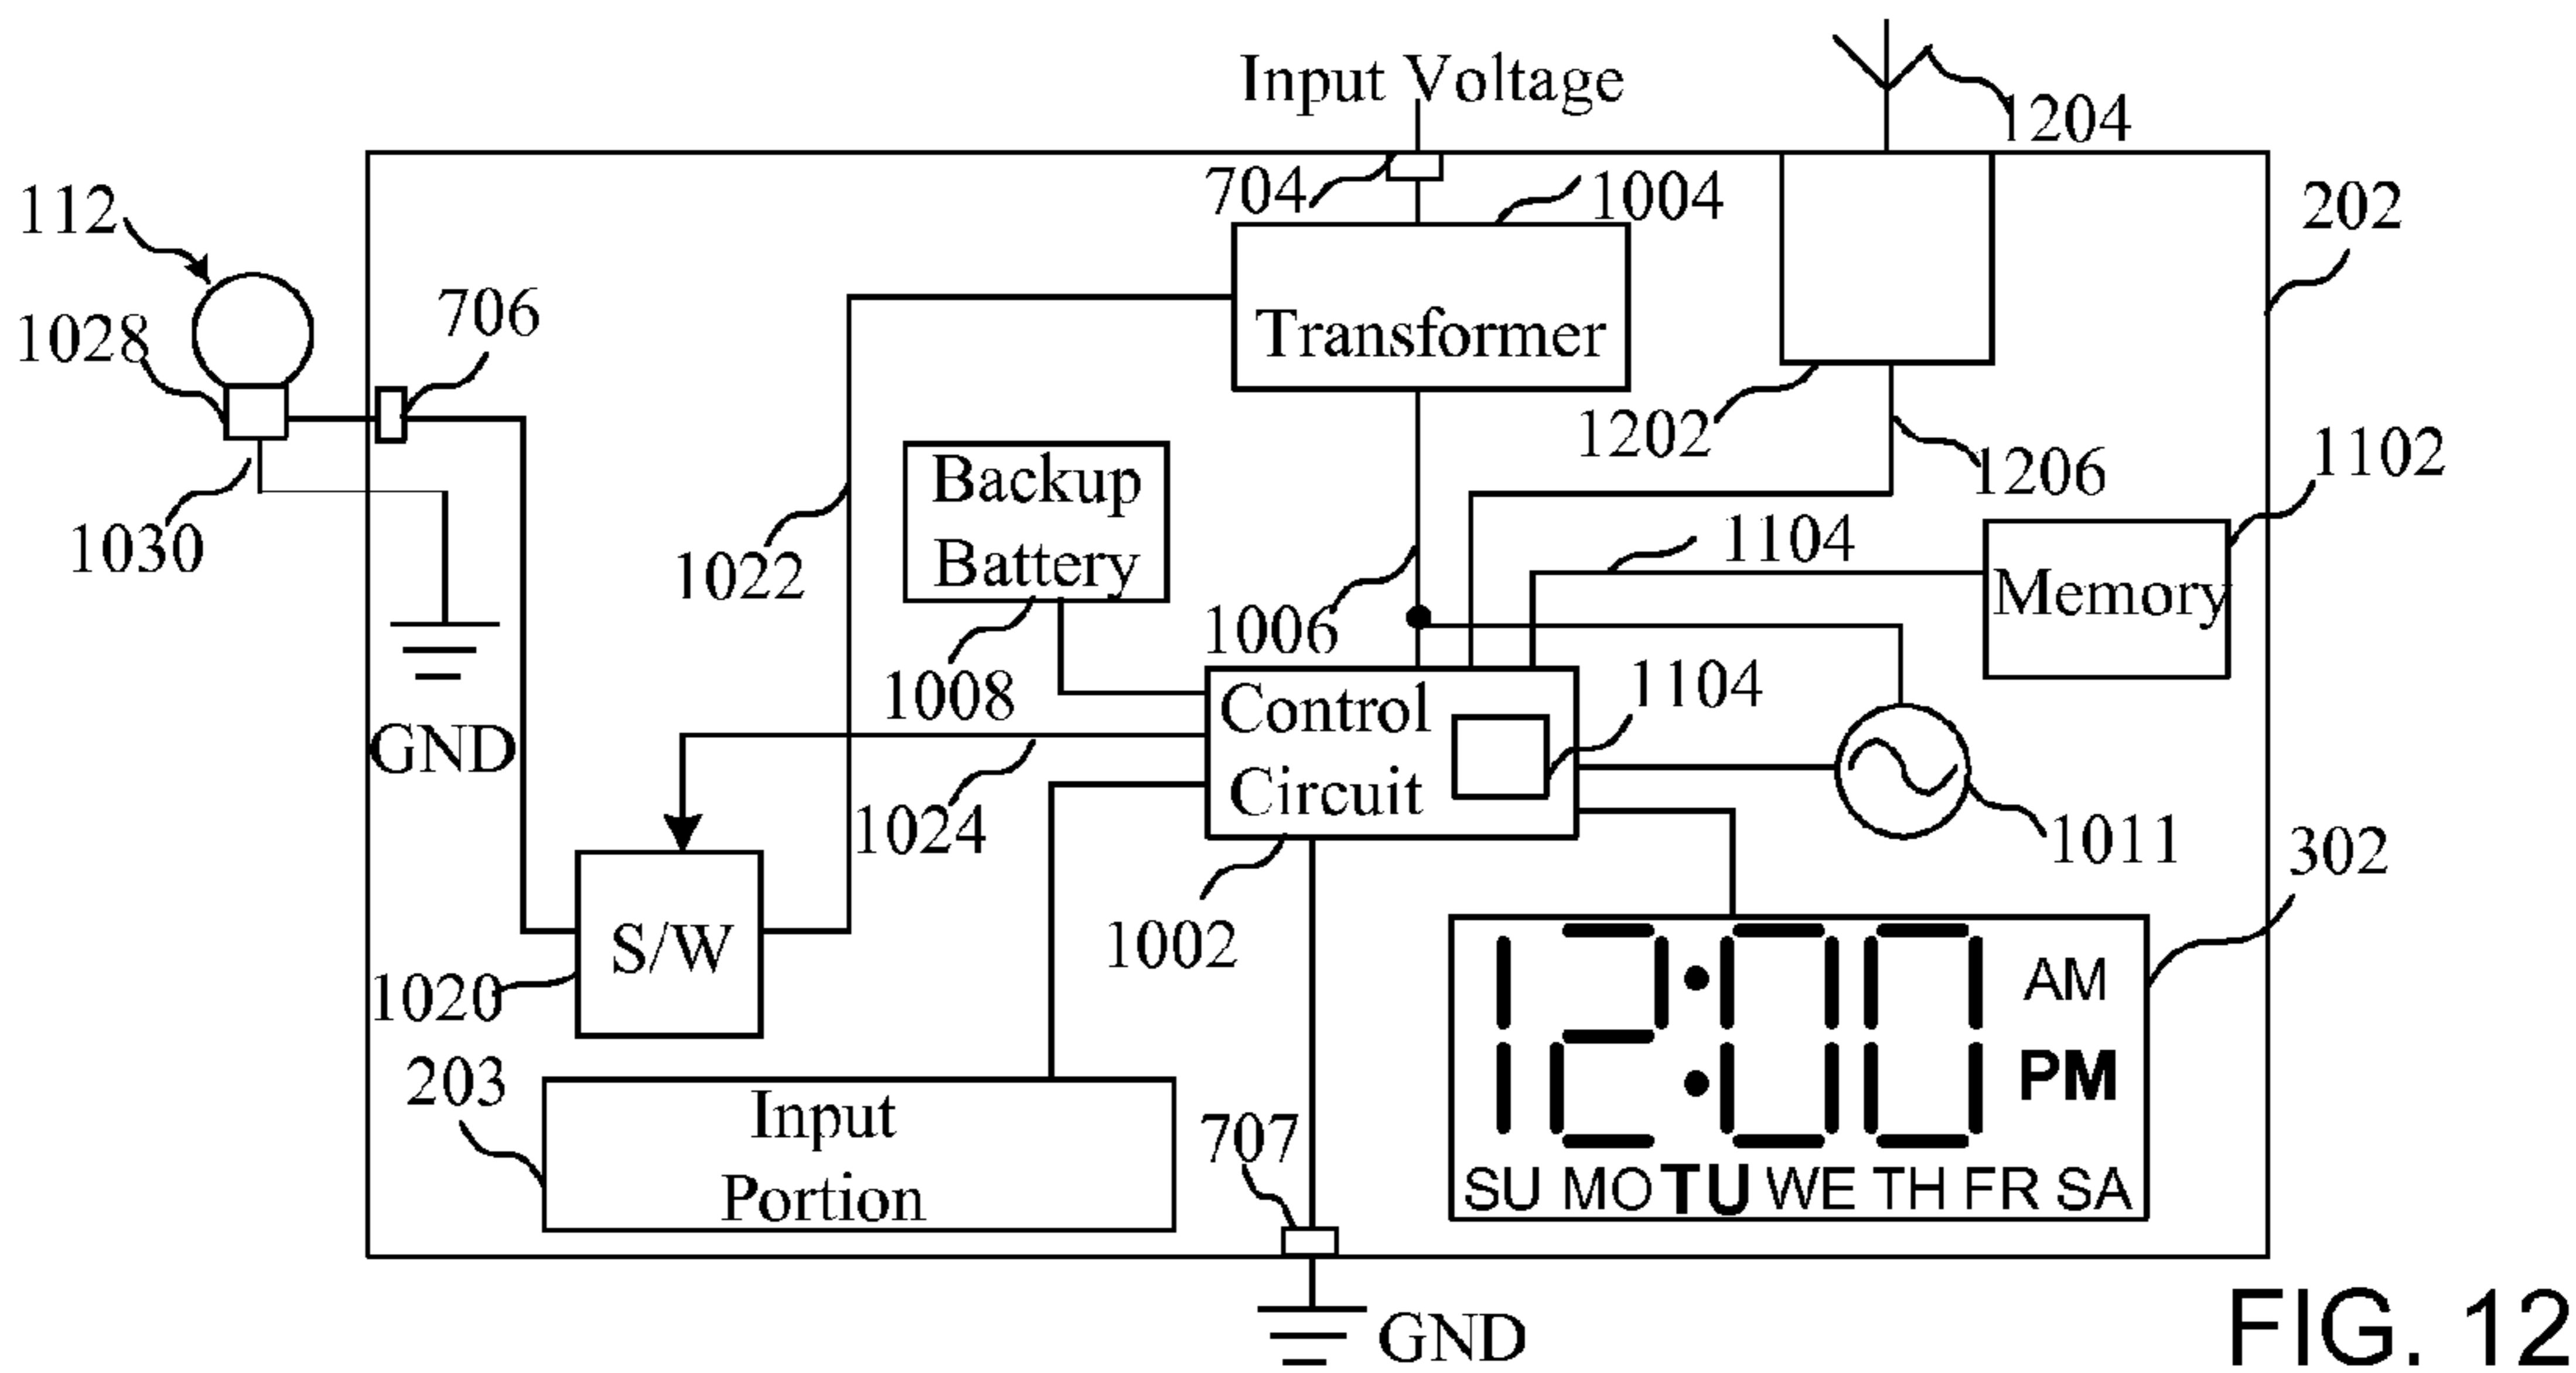 Input Voltage
1204
704
1004
202
112
706
1028
Transformer
1202
1206
1102
Backup
Battery
1030
1022
1104
Memory
1006
1008
1104
Control
Circuit
GND
1024
1011
302
1002
S/W
1020
12:00
AM
PM
203
Input
Portion
707
SU MO TU WE TH FR SA
GND
FIG. 12